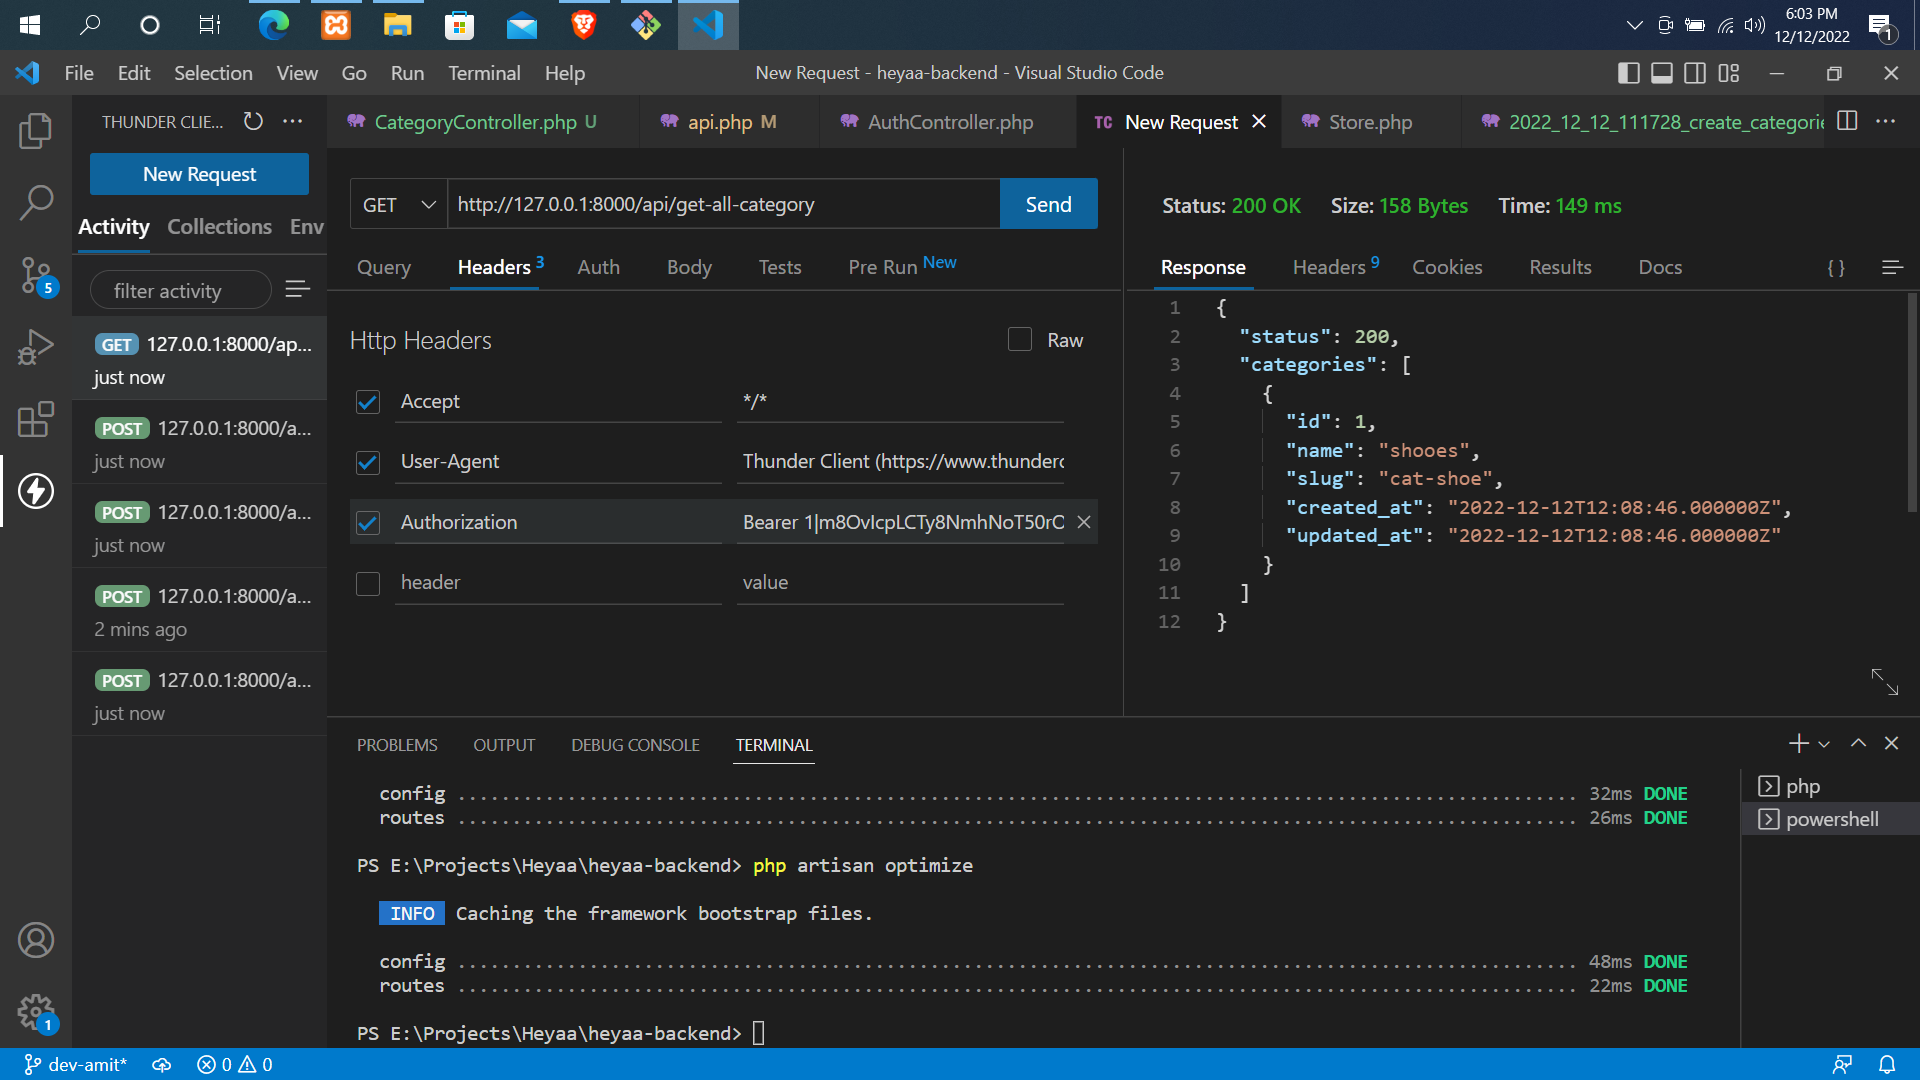 6:03 PM
12/12/2022
1
File Edit Selection View Go Run Terminal Help
New Request - heyaa-backend - Visual Studio Code
THUNDER CLIE...
CategoryController.php U
api.php M
AuthController.php
TC New Request
Store.php
2022_12_12_111728_create_categorie
New Request
Activity Collections Env
filter activity
GET 127.0.0.1:8000/ap...
just now
POST 127.0.0.1:8000/a...
just now
POST 127.0.0.1:8000/a...
just now
POST 127.0.0.1:8000/a...
2 mins ago
POST 127.0.0.1:8000/a...
just now
5
1
GET http://127.0.0.1:8000/api/get-all-category Send
Query Headers 3 Auth Body Tests Pre Run New
Http Headers Raw
Accept */*
User-Agent Thunder Client (https://www.thunderc
Authorization Bearer 1|m8OvIcpLCTy8NmhNoT50rO
header value
Status: 200 OK Size: 158 Bytes Time: 149 ms
Response Headers 9 Cookies Results Docs { }
1 {
2 "status": 200,
3 "categories": [
4 {
5 "id": 1,
6 "name": "shooes",
7 "slug": "cat-shoe",
8 "created_at": "2022-12-12T12:08:46.000000Z",
9 "updated_at": "2022-12-12T12:08:46.000000Z"
10 }
11 ]
12 }
PROBLEMS OUTPUT DEBUG CONSOLE TERMINAL
config ...................................................................................................... 32ms DONE
routes ...................................................................................................... 26ms DONE
PS E:\Projects\Heyaa\heyaa-backend> php artisan optimize
INFO Caching the framework bootstrap files.
config ...................................................................................................... 48ms DONE
routes ...................................................................................................... 22ms DONE
PS E:\Projects\Heyaa\heyaa-backend>
php
powershell
dev-amit* 0 0